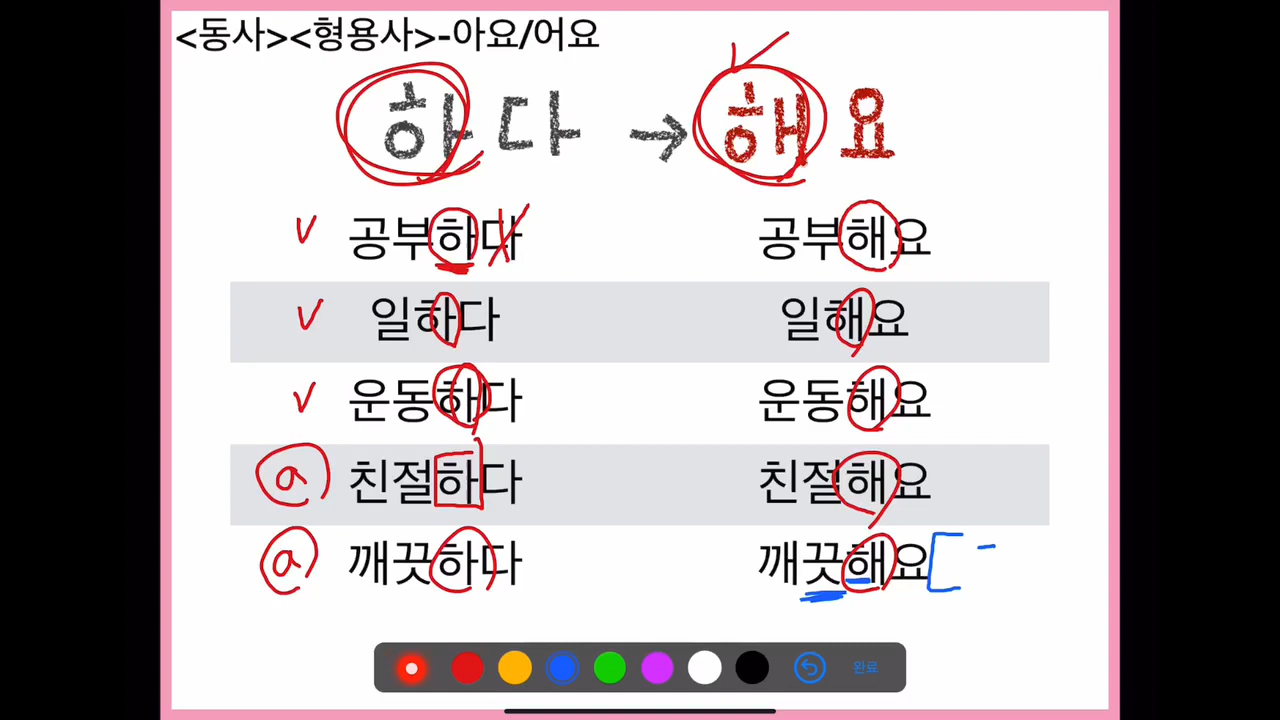 <동사><형용사>-아요/어요
하다 → 해요
v 공부하다 공부해요
v 일하다 일해요
v 운동하다 운동해요
a 친절하다 친절해요
a 깨끗하다 깨끗해요 [
완료